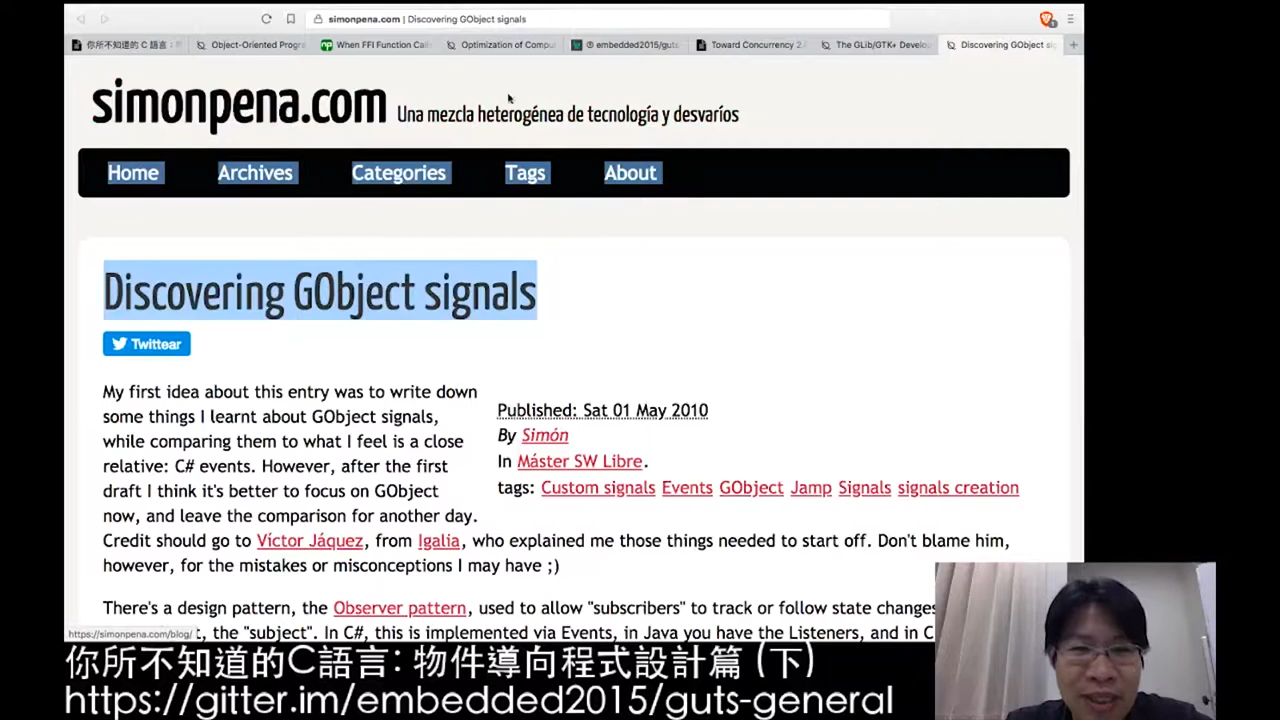 simonpena.com | Discovering GObject signals
你所不知道的 C 語言：
Object-Oriented Progra
When FFI Function Call
Optimization of Compu
embedded2015/guts
Toward Concurrency 2.
The GLib/GTK+ Develo
Discovering GObject sig
simonpena.com Una mezcla heterogénea de tecnología y desvaríos
Home Archives Categories Tags About
Discovering GObject signals
Twittear
My first idea about this entry was to write down
some things I learnt about GObject signals,
while comparing them to what I feel is a close
relative: C# events. However, after the first
draft I think it's better to focus on GObject
now, and leave the comparison for another day.
Published: Sat 01 May 2010
By Simón
In Máster SW Libre.
tags: Custom signals Events GObject Jamp Signals signals creation
Credit should go to Víctor Jáquez, from Igalia, who explained me those things needed to start off. Don't blame him,
however, for the mistakes or misconceptions I may have ;)
There's a design pattern, the Observer pattern, used to allow "subscribers" to track or follow state changes
t, the "subject". In C#, this is implemented via Events, in Java you have the Listeners, and in C
https://simonpena.com/blog/
你所不知道的C語言: 物件導向程式設計篇 (下)
https://gitter.im/embedded2015/guts-general